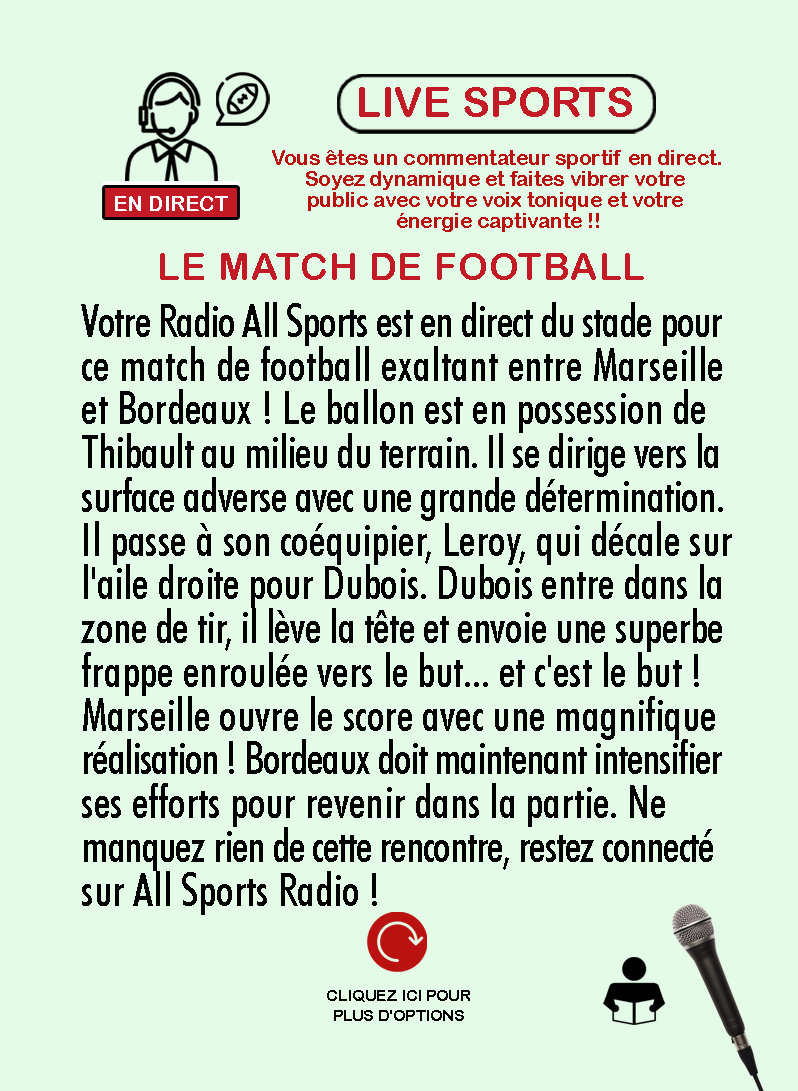 LIVE SPORTS
Vous êtes un commentateur sportif en direct.
Soyez dynamique et faites vibrer votre
public avec votre voix tonique et votre
énergie captivante !!
EN DIRECT
LE MATCH DE FOOTBALL
Votre Radio All Sports est en direct du stade pour
ce match de football exaltant entre Marseille
et Bordeaux ! Le ballon est en possession de
Thibault au milieu du terrain. Il se dirige vers la
surface adverse avec une grande détermination.
Il passe à son coéquipier, Leroy, qui décale sur
l'aile droite pour Dubois. Dubois entre dans la
zone de tir, il lève la tête et envoie une superbe
frappe enroulée vers le but... et c'est le but !
Marseille ouvre le score avec une magnifique
réalisation ! Bordeaux doit maintenant intensifier
ses efforts pour revenir dans la partie. Ne
manquez rien de cette rencontre, restez connecté
sur All Sports Radio !
CLIQUEZ ICI POUR
PLUS D'OPTIONS